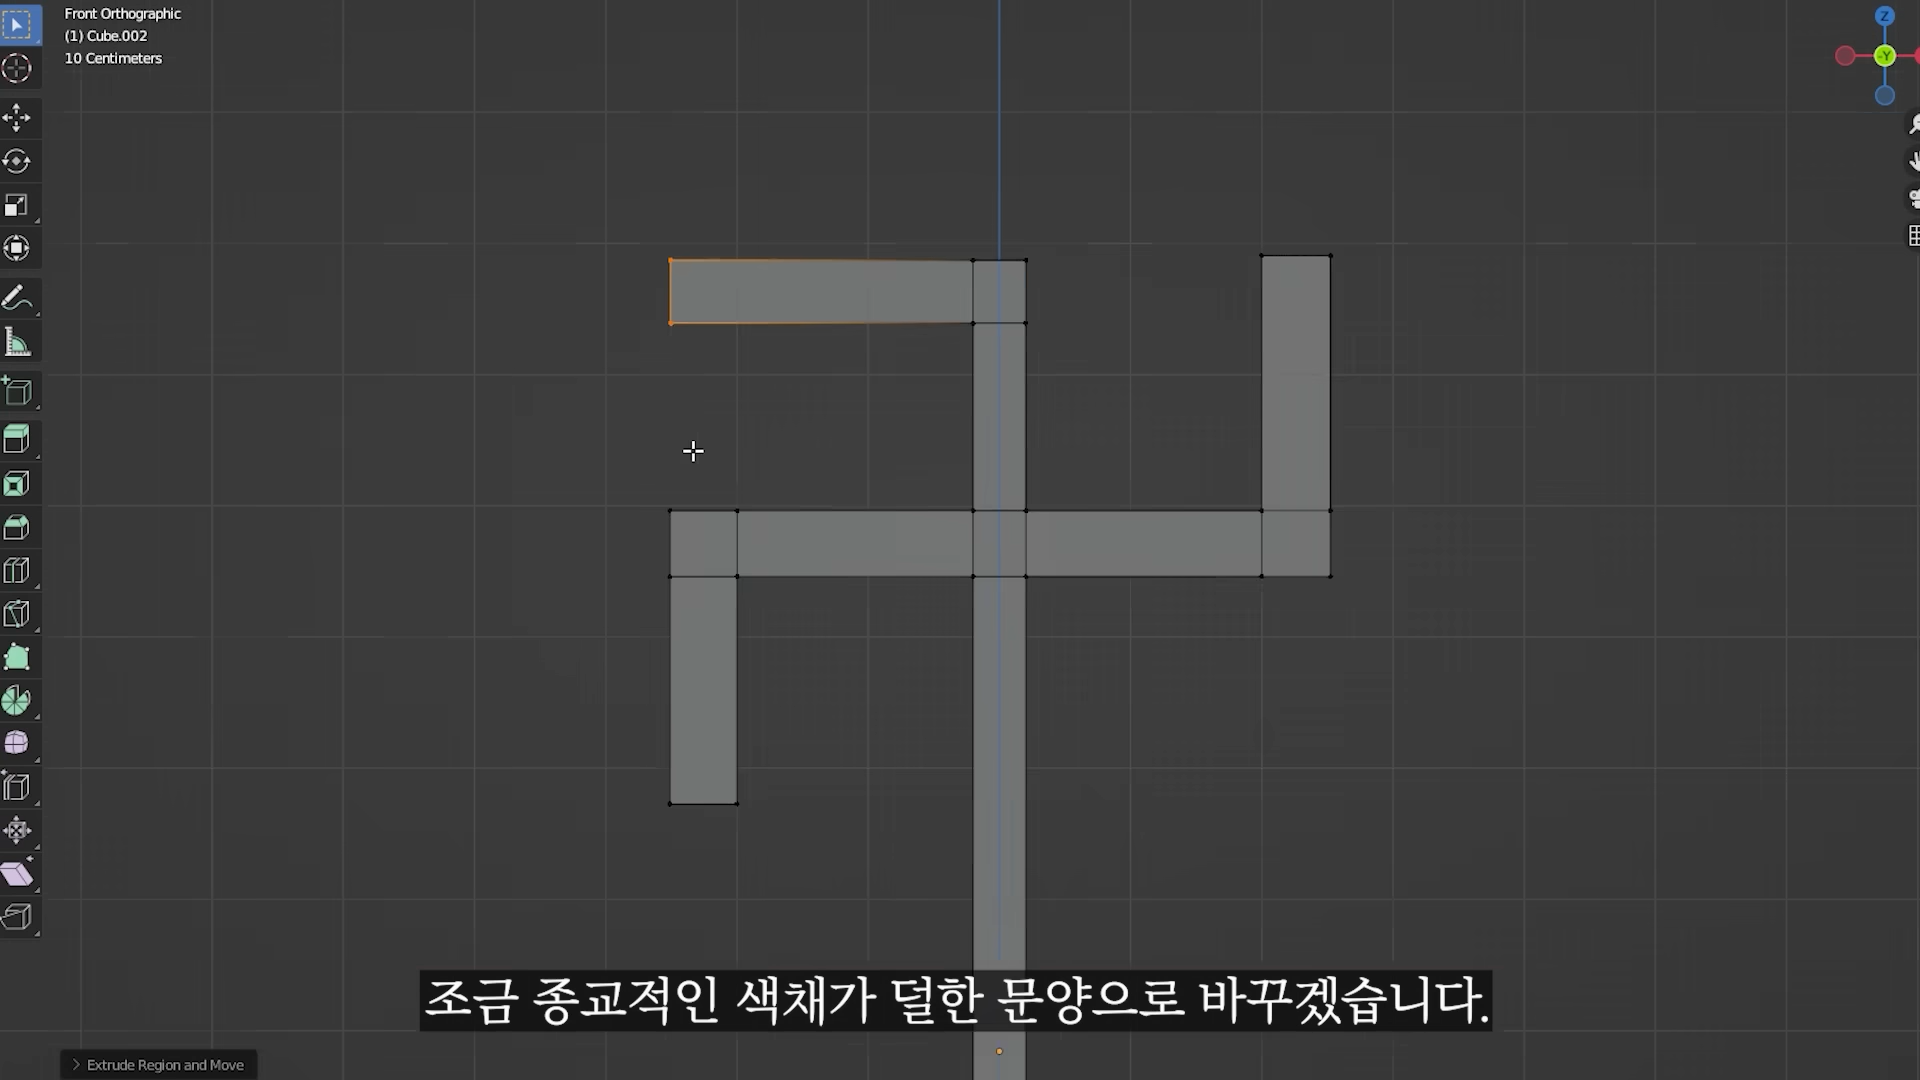 Front Orthographic
(1) Cube.002
10 Centimeters
Z
-Y
조금 종교적인 색채가 덜한 문양으로 바꾸겠습니다.
Extrude Region and Move